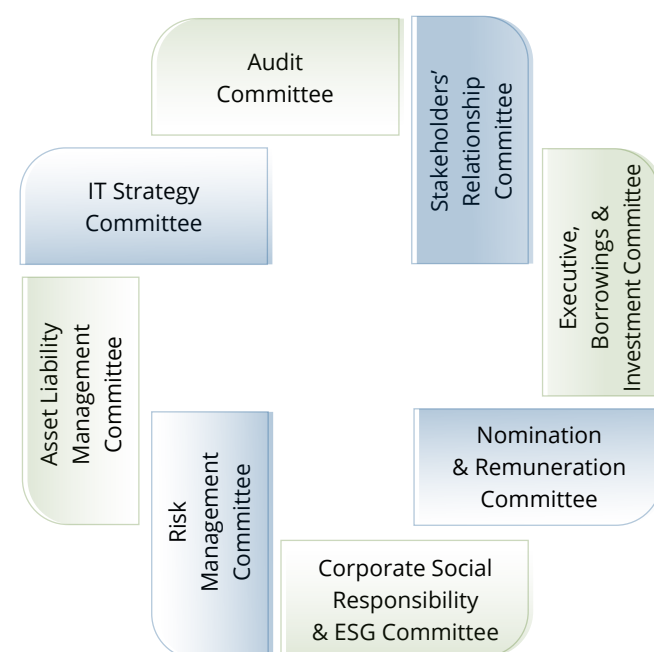 Audit
Committee
Stakeholders’
Relationship
Committee
IT Strategy
Committee
Executive,
Borrowings &
Investment Committee
Asset Liability
Management
Committee
Nomination
& Remuneration
Committee
Risk
Management
Committee
Corporate Social
Responsibility
& ESG Committee